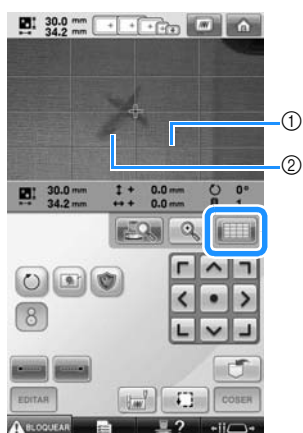 30.0 mm
34.2 mm
①
②
30.0 mm ↕ + 0.0 mm 0°
34.2 mm ↔ + 0.0 mm 1
EDITAR
COSER
BLOQUEAR
?